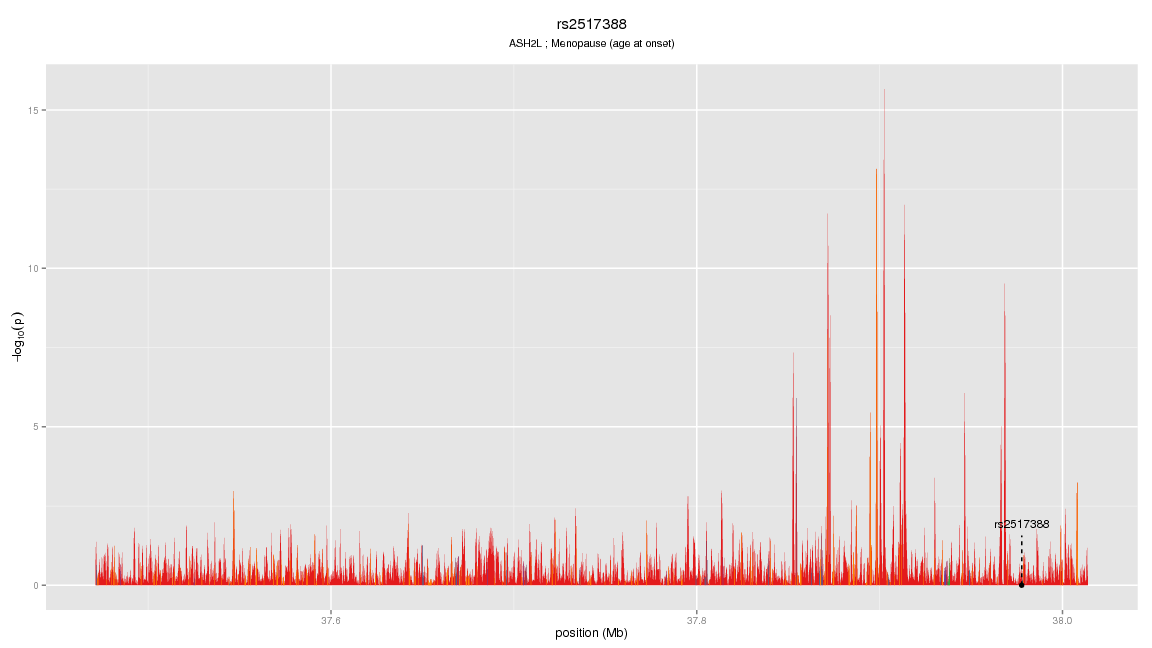 rs2517388
ASH2L ; Menopause (age at onset)
15
10
5
0
−log10(p)
rs2517388
37.6
37.8
38.0
position (Mb)